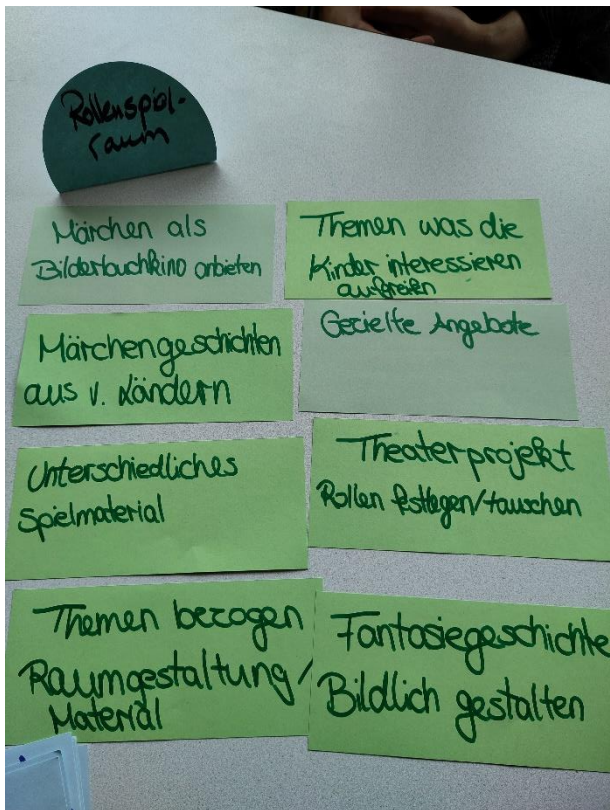 Rollenspiel-
raum
Märchen als
Bilderbuchkino anbieten
Themen was die
Kinder interessieren
aufgreifen
Märchengeschichten
aus v. Ländern
Gezielte Angebote
Unterschiedliches
Spielmaterial
Theaterprojekt
Rollen festlegen/tauschen
Themen bezogen
Raumgestaltung/
Material
Fantasiegeschichte
Bildlich gestalten